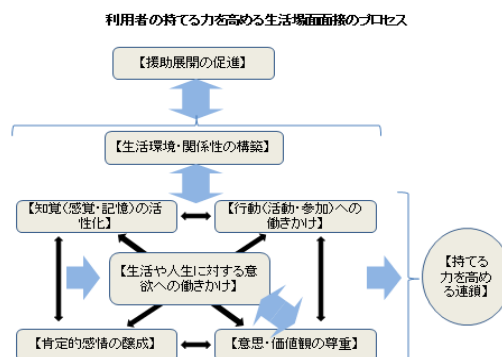 利用者の持てる力を高める生活場面面接のプロセス
【援助展開の促進】
【生活環境・関係性の構築】
【知覚(感覚・記憶)の活
性化】
【行動(活動・参加)への
働きかけ】
【生活や人生に対する意
欲への働きかけ】
【持てる
力を高め
る連鎖】
【肯定的感情の醸成】
【意思・価値観の尊重】